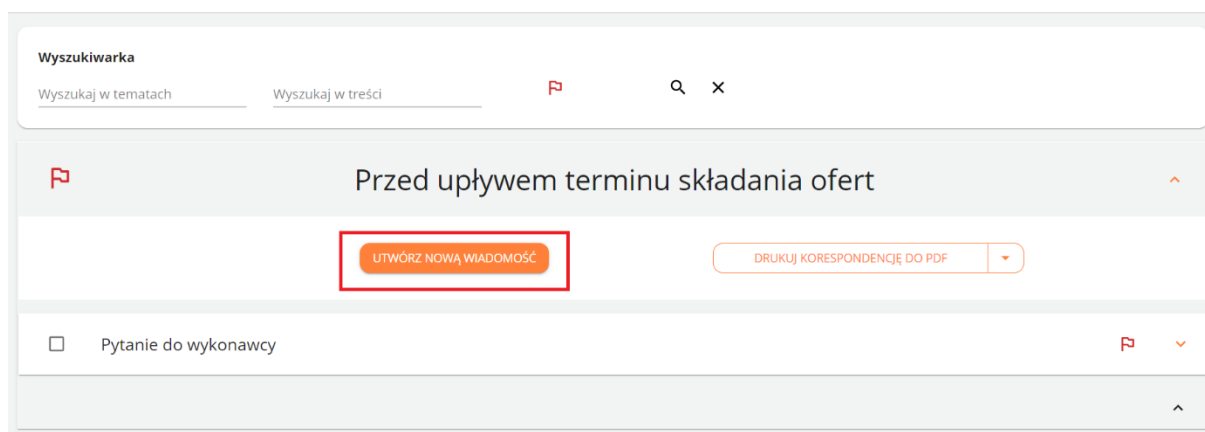 Wyszukiwarka
Wyszukaj w tematach Wyszukaj w treści
Przed upływem terminu składania ofert
UTWÓRZ NOWĄ WIADOMOŚĆ DRUKUJ KORESPONDENCJĘ DO PDF
Pytanie do wykonawcy